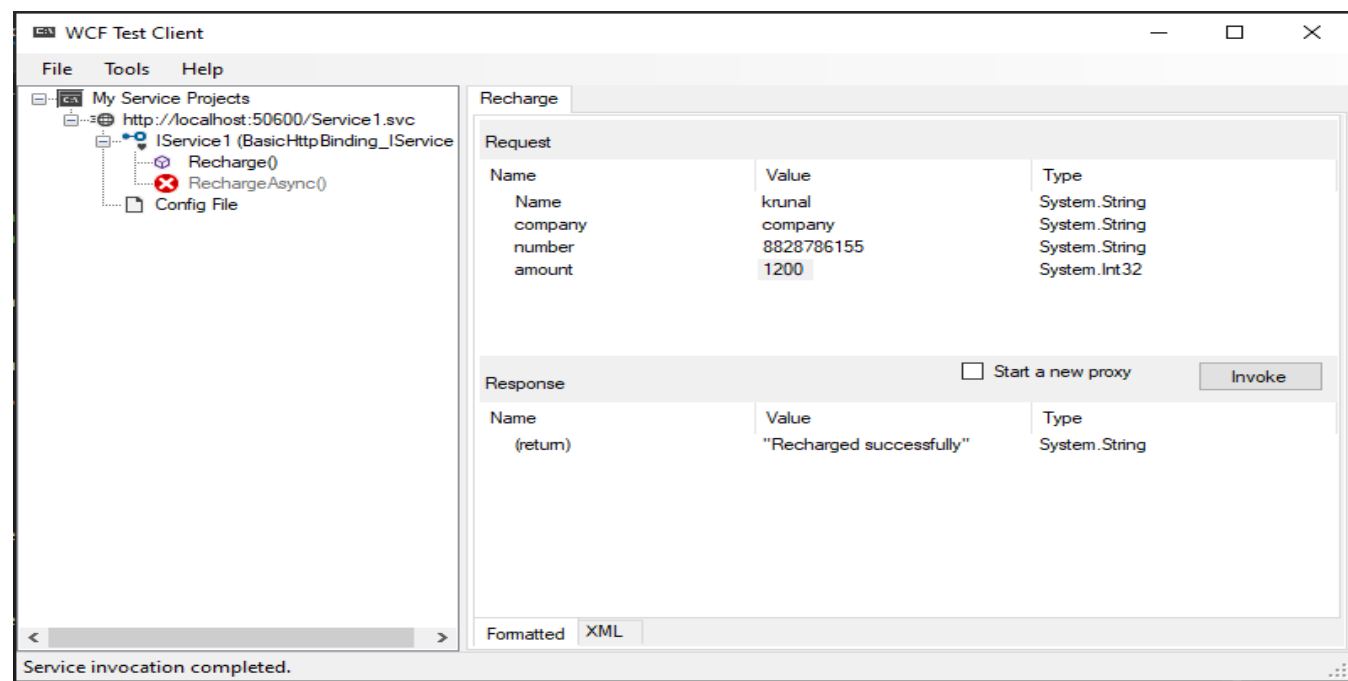 WCF Test Client
File Tools Help
My Service Projects
http://localhost:50600/Service1.svc
IService1 (BasicHttpBinding_IService
Recharge()
RechargeAsync()
Config File
Recharge
Request
Name Value Type
Name krunal System.String
company company System.String
number 8828786155 System.String
amount 1200 System.Int32
Response
Start a new proxy
Invoke
Name Value Type
(return) "Recharged successfully" System.String
Formatted XML
Service invocation completed.